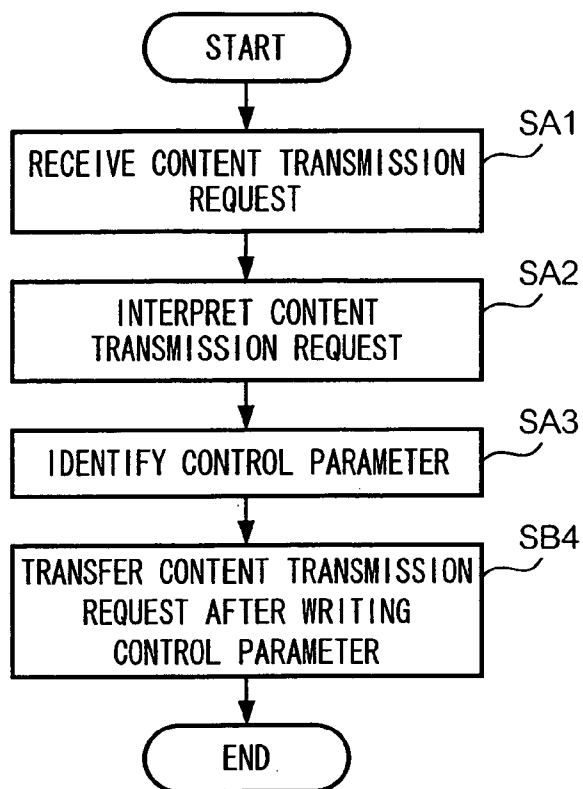 START
SA1
RECEIVE CONTENT TRANSMISSION
REQUEST
SA2
INTERPRET CONTENT
TRANSMISSION REQUEST
SA3
IDENTIFY CONTROL PARAMETER
SB4
TRANSFER CONTENT TRANSMISSION
REQUEST AFTER WRITING
CONTROL PARAMETER
END